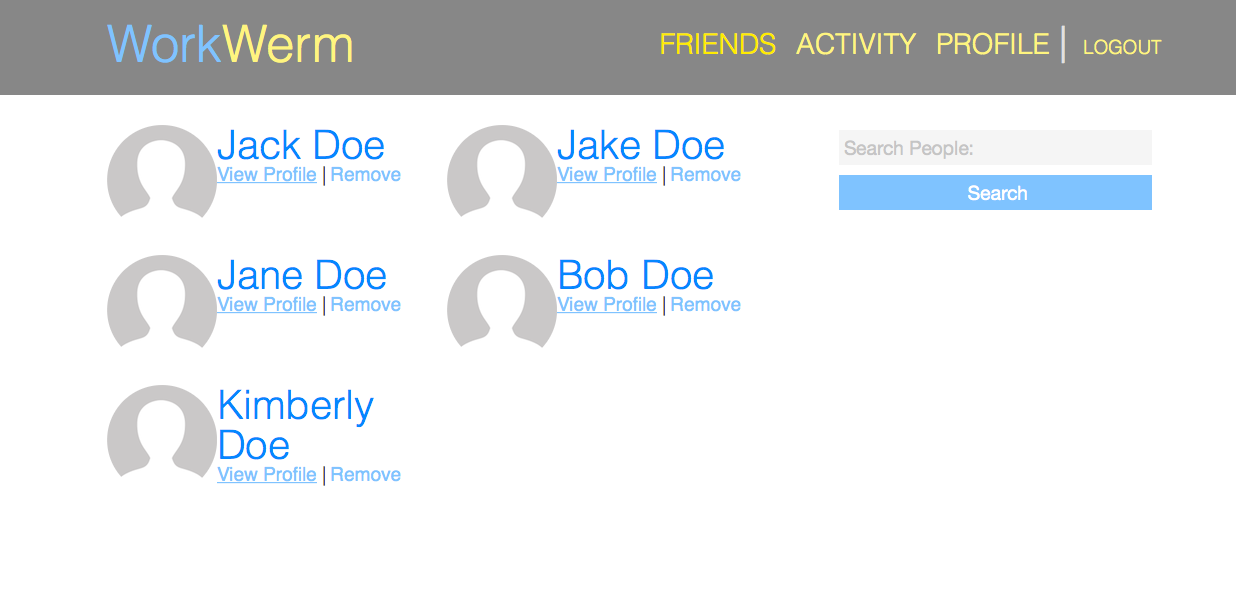 WorkWerm
FRIENDS ACTIVITY PROFILE | LOGOUT
Jack Doe
View Profile | Remove
Jake Doe
View Profile | Remove
Search People:
Search
Jane Doe
View Profile | Remove
Bob Doe
View Profile | Remove
Kimberly
Doe
View Profile | Remove